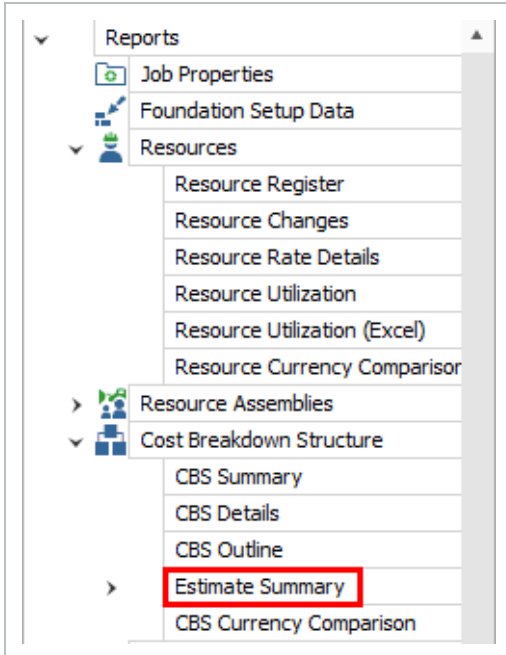 Reports
Job Properties
Foundation Setup Data
Resources
Resource Register
Resource Changes
Resource Rate Details
Resource Utilization
Resource Utilization (Excel)
Resource Currency Comparison
Resource Assemblies
Cost Breakdown Structure
CBS Summary
CBS Details
CBS Outline
Estimate Summary
CBS Currency Comparison